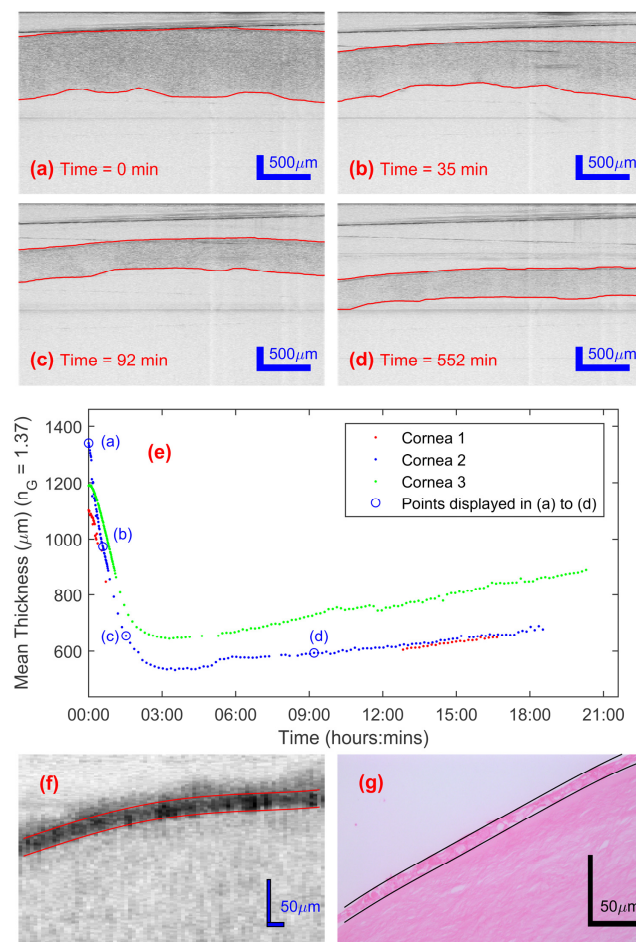 500μm
(a) Time = 0 min
500μm
(b) Time = 35 min
500μm
(c) Time = 92 min
500μm
(d) Time = 552 min
Mean Thickness (μm) (n_G = 1.37)
1400
1200
1000
800
600
(a)
(b)
(c)
(d)
(e)
Cornea 1
Cornea 2
Cornea 3
Points displayed in (a) to (d)
00:00 03:00 06:00 09:00 12:00 15:00 18:00 21:00
Time (hours:mins)
(f)
50μm
(g)
50μm